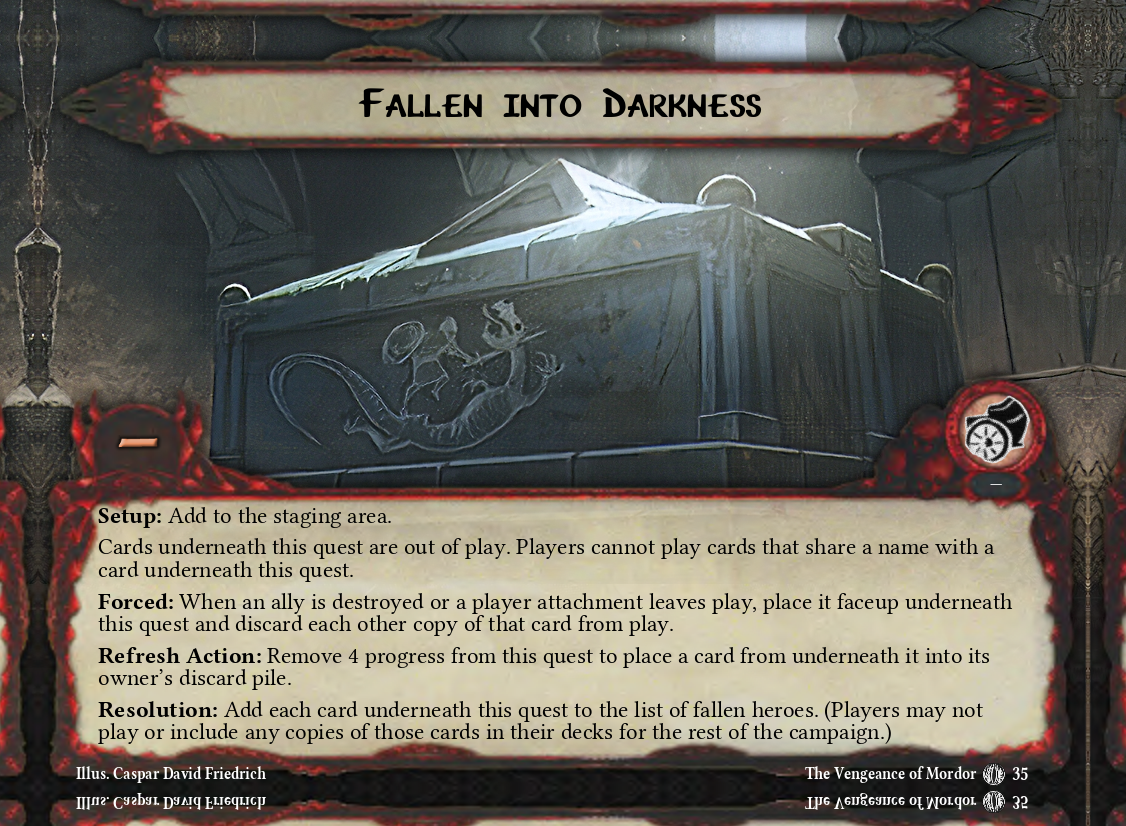 Fallen into Darkness
–
–
Setup: Add to the staging area.
Cards underneath this quest are out of play. Players cannot play cards that share a name with a
card underneath this quest.
Forced: When an ally is destroyed or a player attachment leaves play, place it faceup underneath
this quest and discard each other copy of that card from play.
Refresh Action: Remove 4 progress from this quest to place a card from underneath it into its
owner's discard pile.
Resolution: Add each card underneath this quest to the list of fallen heroes. (Players may not
play or include any copies of those cards in their decks for the rest of the campaign.)
Illus. Caspar David Friedrich
The Vengeance of Mordor 35
Illus. Caspar David Friedrich
The Vengeance of Mordor 35